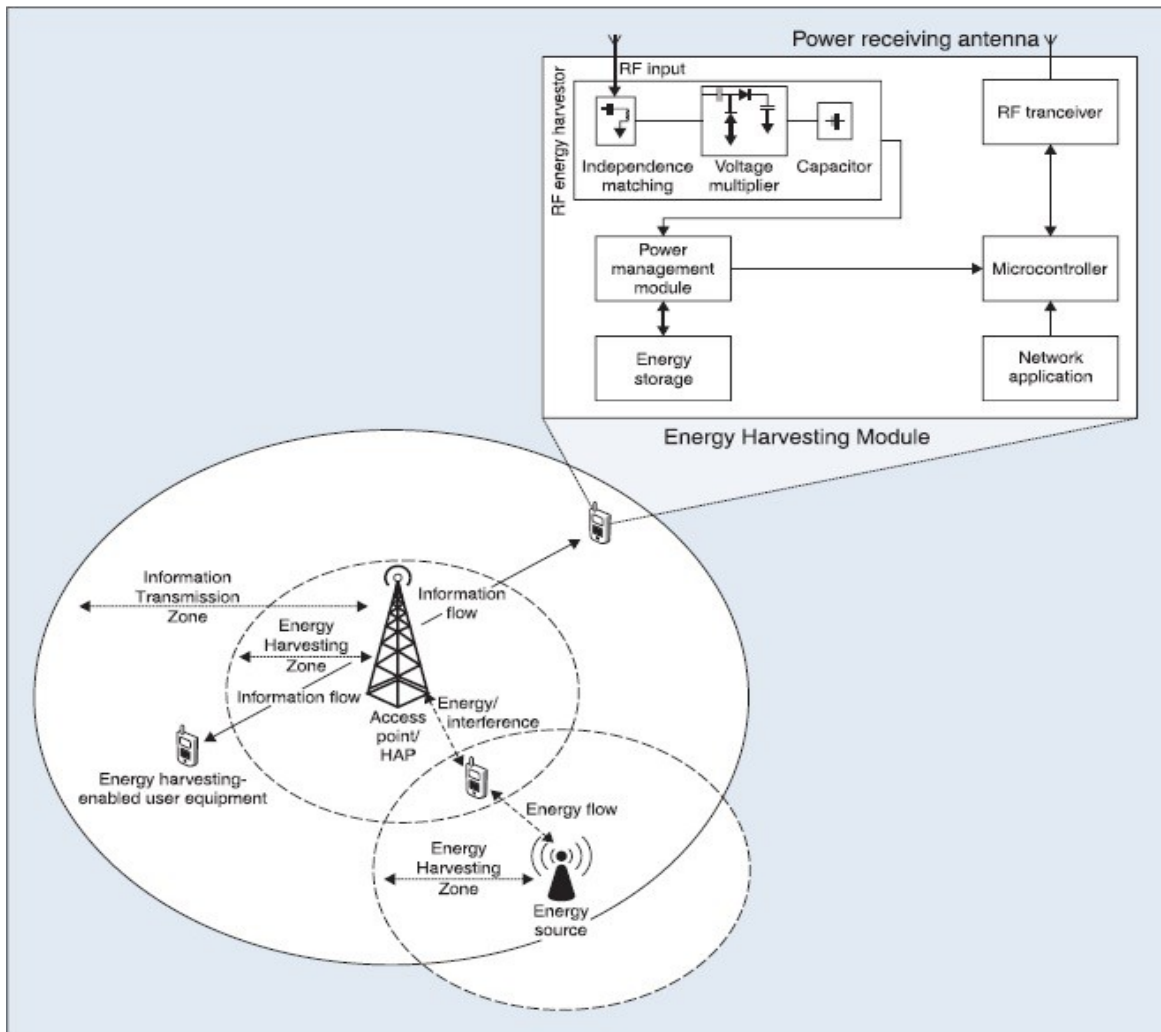 Power receiving antenna
RF input
RF energy harvestor
Independence
matching
Voltage
multiplier
Capacitor
RF tranceiver
Power
management
module
Microcontroller
Energy
storage
Network
application
Energy Harvesting Module
Information
Transmission
Zone
Energy
Harvesting
Zone
Information
flow
Information flow
Access
point/
HAP
Energy/
interference
Energy harvesting-
enabled user equipment
Energy flow
Energy
Harvesting
Zone
Energy
source